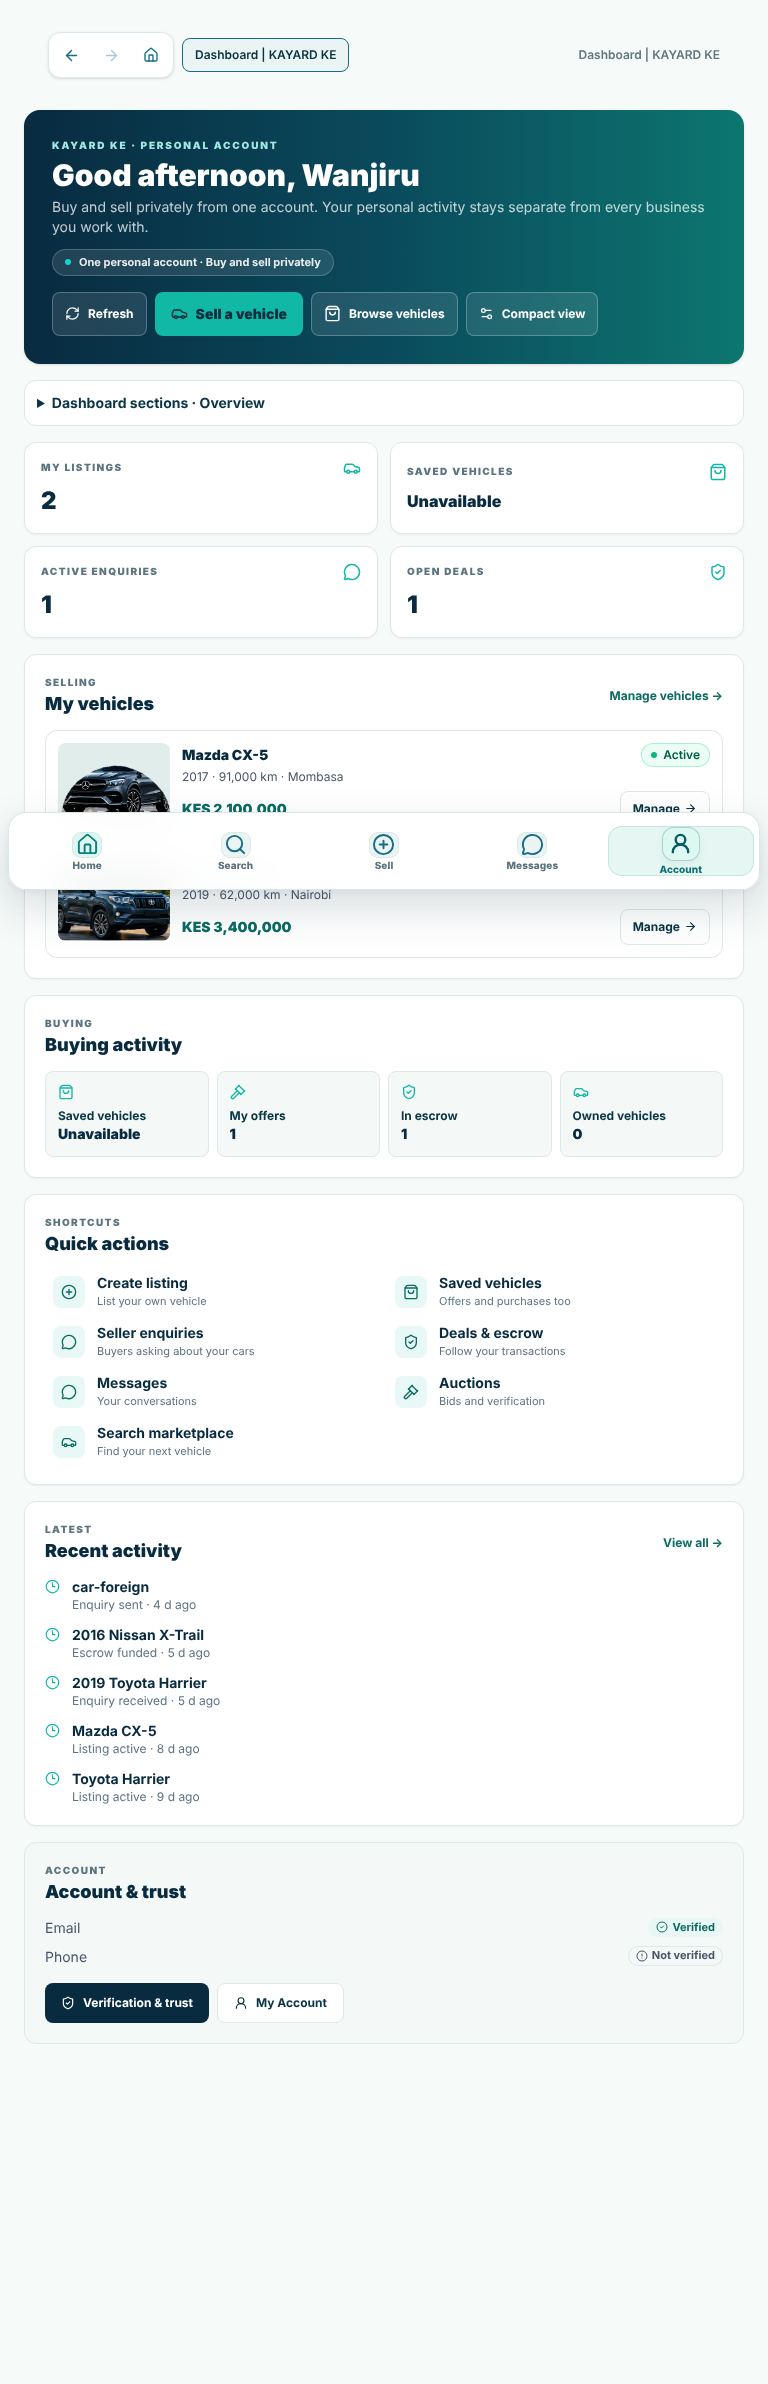 Dashboard | KAYARD KE
Dashboard | KAYARD KE
KAYARD KE · PERSONAL ACCOUNT
Good afternoon, Wanjiru
Buy and sell privately from one account. Your personal activity stays separate from every business
you work with.
One personal account · Buy and sell privately
Refresh
Sell a vehicle
Browse vehicles
Compact view
Dashboard sections · Overview
MY LISTINGS
2
SAVED VEHICLES
Unavailable
ACTIVE ENQUIRIES
1
OPEN DEALS
1
SELLING
My vehicles
Manage vehicles →
Mazda CX-5
Active
2017 · 91,000 km · Mombasa
KES 2,100,000
Manage →
Home
Search
Sell
Messages
Account
2019 · 62,000 km · Nairobi
KES 3,400,000
Manage →
BUYING
Buying activity
Saved vehicles
Unavailable
My offers
1
In escrow
1
Owned vehicles
0
SHORTCUTS
Quick actions
Create listing
List your own vehicle
Saved vehicles
Offers and purchases too
Seller enquiries
Buyers asking about your cars
Deals & escrow
Follow your transactions
Messages
Your conversations
Auctions
Bids and verification
Search marketplace
Find your next vehicle
LATEST
Recent activity
View all →
car-foreign
Enquiry sent · 4 d ago
2016 Nissan X-Trail
Escrow funded · 5 d ago
2019 Toyota Harrier
Enquiry received · 5 d ago
Mazda CX-5
Listing active · 8 d ago
Toyota Harrier
Listing active · 9 d ago
ACCOUNT
Account & trust
Email
Verified
Phone
Not verified
Verification & trust
My Account